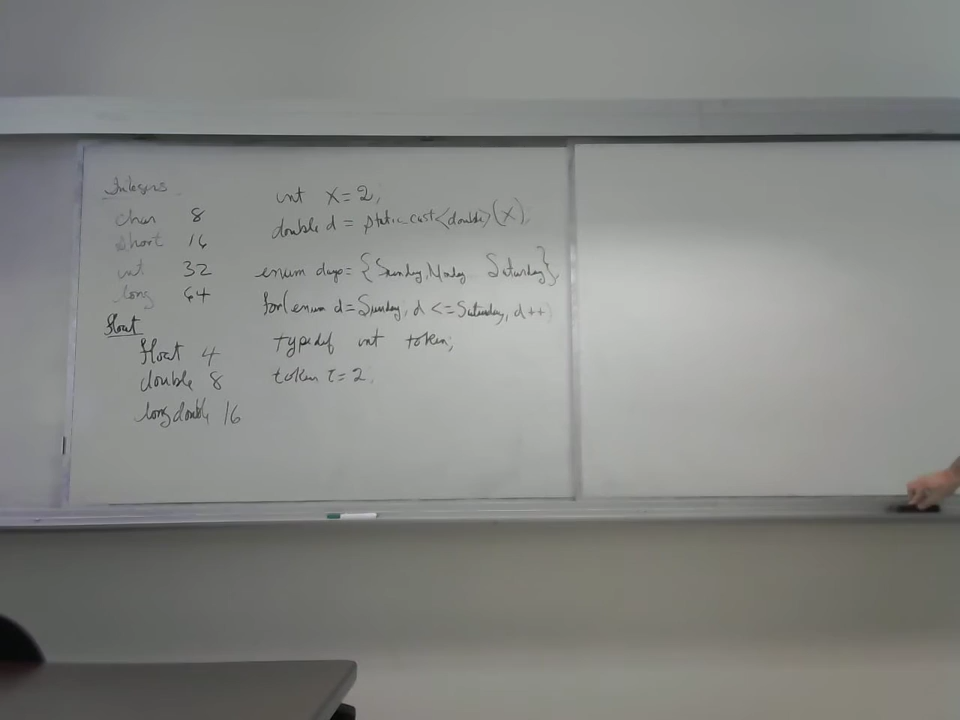 Integers
char 8
short 16
int 32
long 64
float
float 4
double 8
long double 16
int x = 2;
double d = static_cast<double>(x);
enum days = {Sunday, Monday Saturday};
for(enum d = Sunday; d <= Saturday; d++)
typedef int token;
token t = 2;